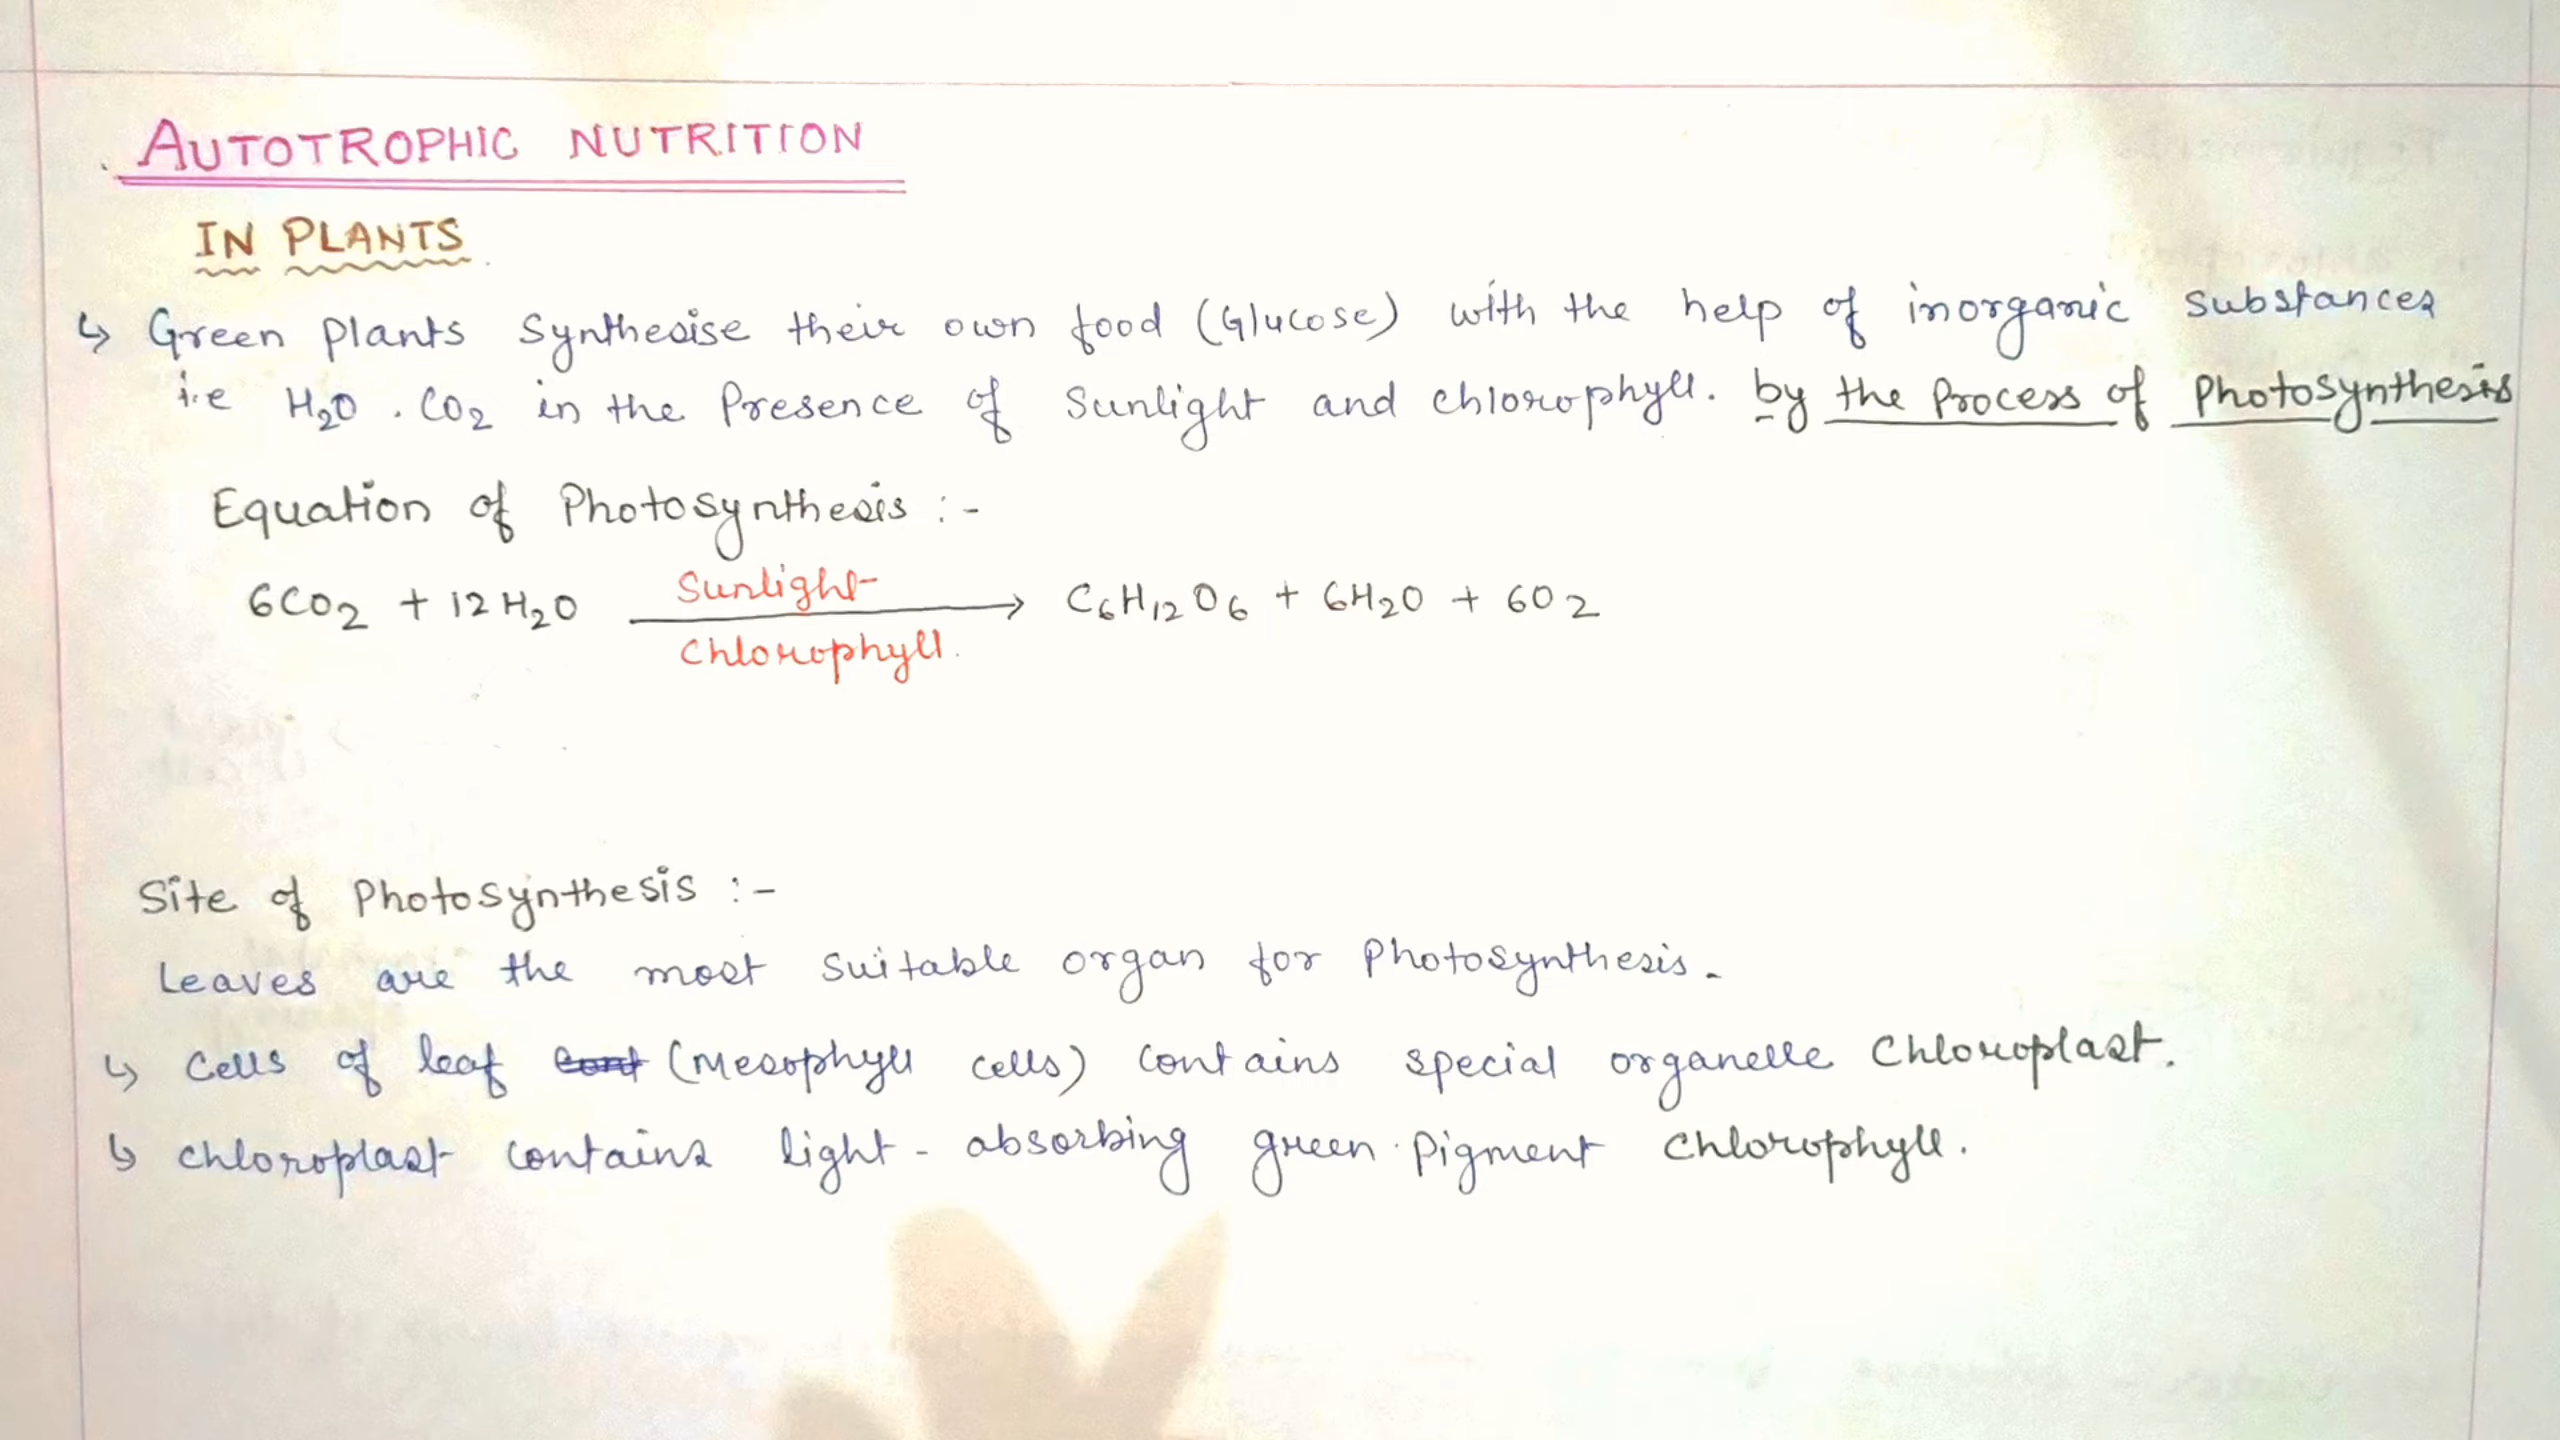 AUTOTROPHIC NUTRITION
IN PLANTS
↳ Green plants synthesise their own food (Glucose) with the help of inorganic substances
i.e H₂O . CO₂ in the Presence of Sunlight and chlorophyll. by the Process of Photosynthesis
Equation of Photosynthesis :-
Sunlight
6CO₂ + 12H₂O → C₆H₁₂O₆ + 6H₂O + 6O₂
Chlorophyll.
Site of Photosynthesis :-
Leaves are the most suitable organ for Photosynthesis.
↳ Cells of leaf (Mesophyll cells) contains special organelle Chloroplast.
↳ chloroplast contains light - absorbing green Pigment Chlorophyll.